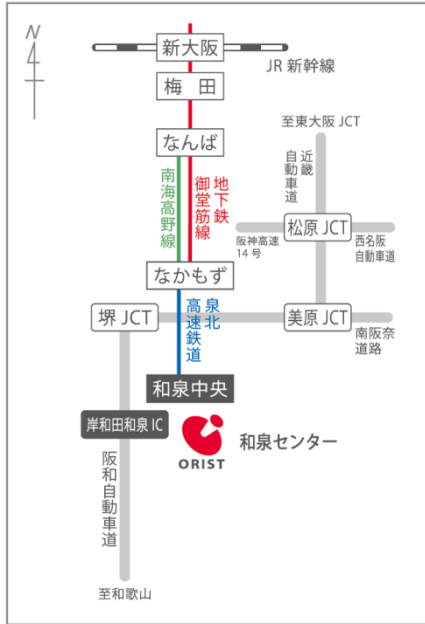 N
新大阪
JR 新幹線
梅　田
至東大阪 JCT
なんば
近畿
自動車道
南海高野線
地下鉄
御堂筋線
松原 JCT
阪神高速
14 号
西名阪
自動車道
なかもず
堺 JCT
泉北
高速鉄道
美原 JCT
南阪奈
道路
和泉中央
岸和田和泉 IC
ORIST
和泉センター
阪和自動車道
至和歌山